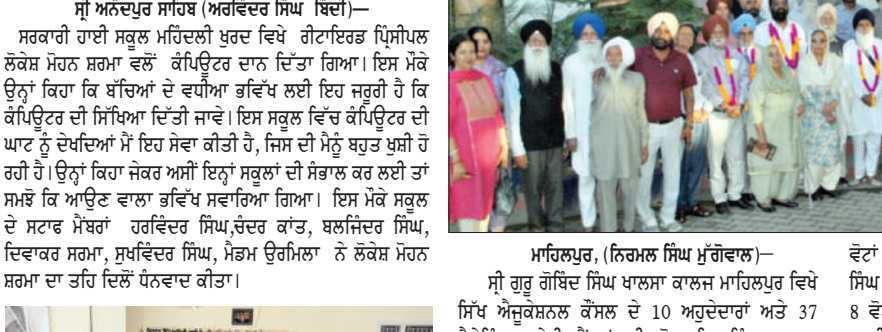 ਸ੍ਰੀ ਅਨੰਦਪੁਰ ਸਾਹਿਬ (ਅਰਵਿੰਦਰ ਸਿੰਘ ਬਿੰਦੀ)—
ਸਰਕਾਰੀ ਹਾਈ ਸਕੂਲ ਮਹਿੰਦਲੀ ਖੁਰਦ ਵਿਖੇ ਰੀਟਾਇਰਡ ਪ੍ਰਿੰਸੀਪਲ
ਲੋਕੇਸ਼ ਮੋਹਨ ਸ਼ਰਮਾ ਵਲੋਂ ਕੰਪਿਊਟਰ ਦਾਨ ਦਿੱਤਾ ਗਿਆ। ਇਸ ਮੌਕੇ
ਉਨ੍ਹਾਂ ਕਿਹਾ ਕਿ ਬੱਚਿਆਂ ਦੇ ਵਧੀਆ ਭਵਿੱਖ ਲਈ ਇਹ ਜਰੂਰੀ ਹੈ ਕਿ
ਕੰਪਿਊਟਰ ਦੀ ਸਿੱਖਿਆ ਦਿੱਤੀ ਜਾਵੇ। ਇਸ ਸਕੂਲ ਵਿੱਚ ਕੰਪਿਊਟਰ ਦੀ
ਘਾਟ ਨੂੰ ਦੇਖਦਿਆਂ ਮੈਂ ਇਹ ਸੇਵਾ ਕੀਤੀ ਹੈ, ਜਿਸ ਦੀ ਮੈਨੂੰ ਬਹੁਤ ਖੁਸ਼ੀ ਹੋ
ਰਹੀ ਹੈ। ਉਨ੍ਹਾਂ ਕਿਹਾ ਜੇਕਰ ਅਸੀਂ ਇਨ੍ਹਾਂ ਸਕੂਲਾਂ ਦੀ ਸੰਭਾਲ ਕਰ ਲਈ ਤਾਂ
ਸਮਝੋ ਕਿ ਆਉਣ ਵਾਲਾ ਭਵਿੱਖ ਸਵਾਰਿਆ ਗਿਆ। ਇਸ ਮੌਕੇ ਸਕੂਲ
ਦੇ ਸਟਾਫ ਮੈਂਬਰਾਂ ਹਰਵਿੰਦਰ ਸਿੰਘ,ਚੰਦਰ ਕਾਂਤ, ਬਲਜਿੰਦਰ ਸਿੰਘ,
ਦਿਵਾਕਰ ਸਰਮਾ, ਸੁਖਵਿੰਦਰ ਸਿੰਘ, ਮੈਡਮ ਉਰਮਿਲਾ ਨੇ ਲੋਕੇਸ਼ ਮੋਹਨ
ਸ਼ਰਮਾ ਦਾ ਤਹਿ ਦਿਲੋਂ ਧੰਨਵਾਦ ਕੀਤਾ।
ਮਾਹਿਲਪੁਰ, (ਨਿਰਮਲ ਸਿੰਘ ਮੁੱਗੋਵਾਲ)—
ਸ੍ਰੀ ਗੁਰੂ ਗੋਬਿੰਦ ਸਿੰਘ ਖਾਲਸਾ ਕਾਲਜ ਮਾਹਿਲਪੁਰ ਵਿਖੇ
ਸਿੱਖ ਐਜੂਕੇਸ਼ਨਲ ਕੌਂਸਲ ਦੇ 10 ਅਹੁਦੇਦਾਰਾਂ ਅਤੇ 37
ਵੋਟਾਂ
ਸਿੰਘ
8 ਵੋ